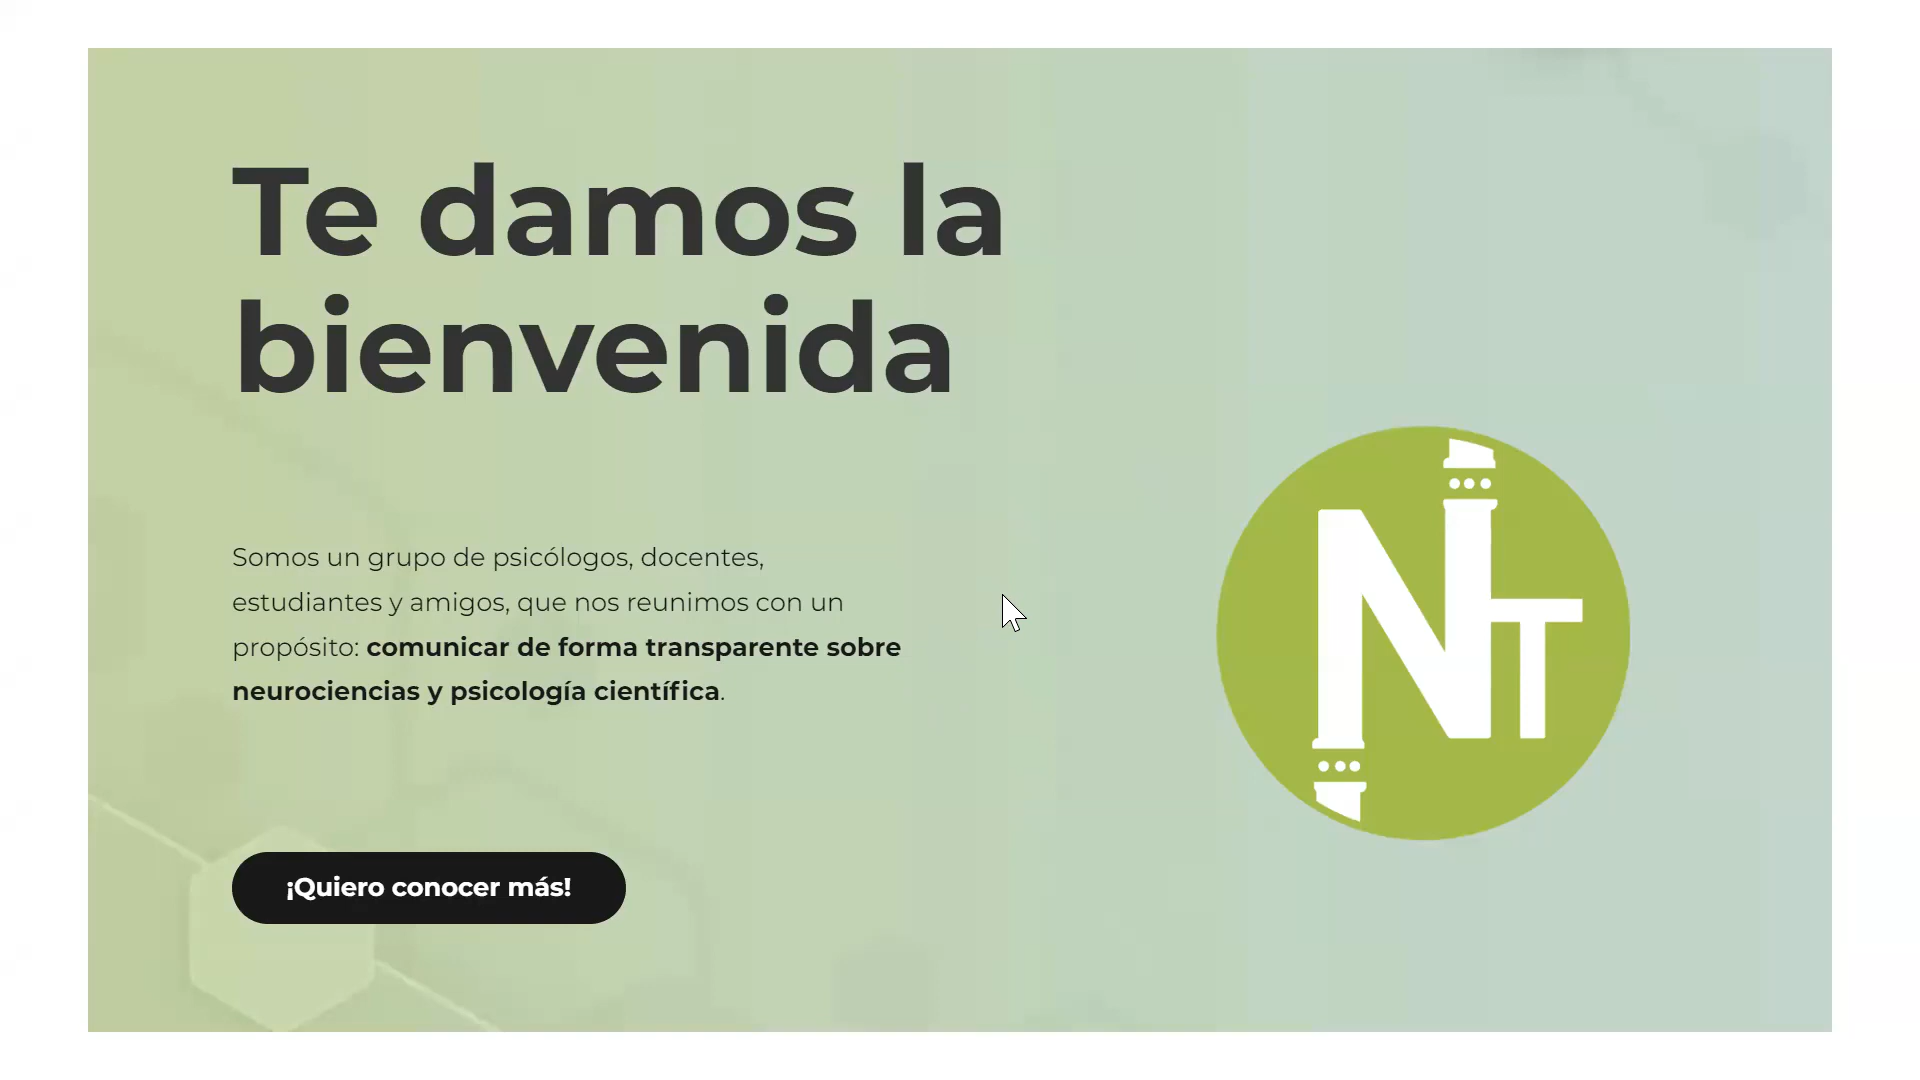 Te damos la
bienvenida
Somos un grupo de psicólogos, docentes,
estudiantes y amigos, que nos reunimos con un
propósito: comunicar de forma transparente sobre
neurociencias y psicología científica.
NT
¡Quiero conocer más!